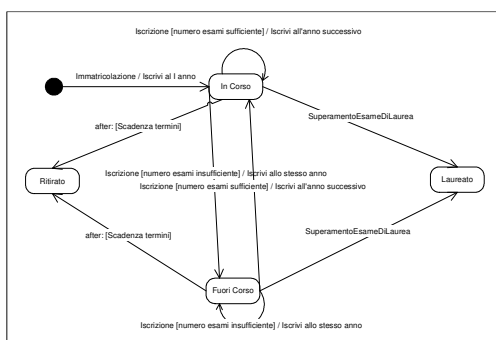 Iscrizione [numero esami sufficiente] / Iscrivi all'anno successivo
Immatricolazione / Iscrivi al I anno
In Corso
SuperamentoEsameDiLaurea
after: [Scadenza termini]
Iscrizione [numero esami insufficiente] / Iscrivi allo stesso anno
Iscrizione [numero esami sufficiente] / Iscrivi all'anno successivo
Ritirato
Laureato
after: [Scadenza termini]
SuperamentoEsameDiLaurea
Fuori Corso
Iscrizione [numero esami insufficiente] / Iscrivi allo stesso anno